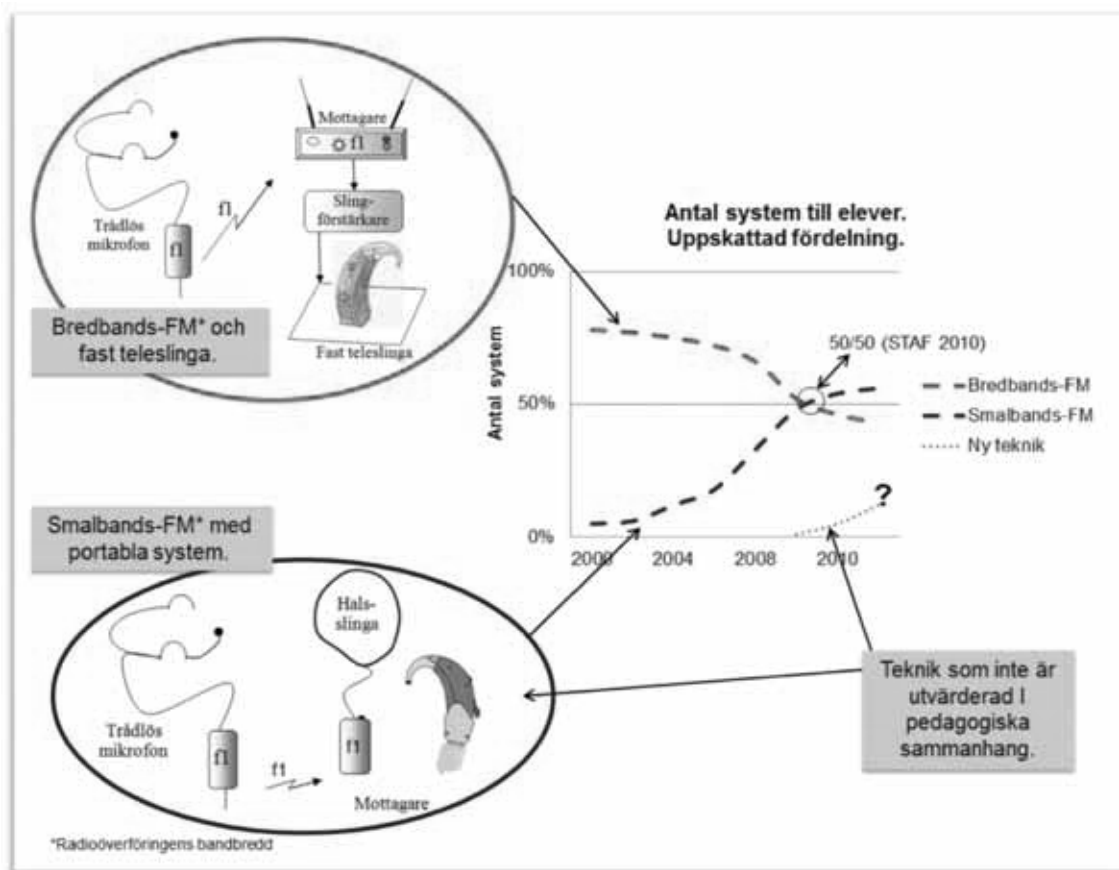 Mottagare
f1
Sling-
förstärkare
f1
Trådlös
mikrofon
f1
Fast teleslinga
Bredbands-FM* och
fast teleslinga.
Antal system till elever.
Uppskattad fördelning.
100%
50%
0%
Antal system
50/50 (STAF 2010)
Bredbands-FM
Smalbands-FM
Ny teknik
?
2000
2004
2008
2010
Smalbands-FM* med
portabla system.
Hals-
slinga
Trådlös
mikrofon
f1
f1
f1
Mottagare
Teknik som inte är
utvärderad I
pedagogiska
sammanhang.
*Radioöverföringens bandbredd